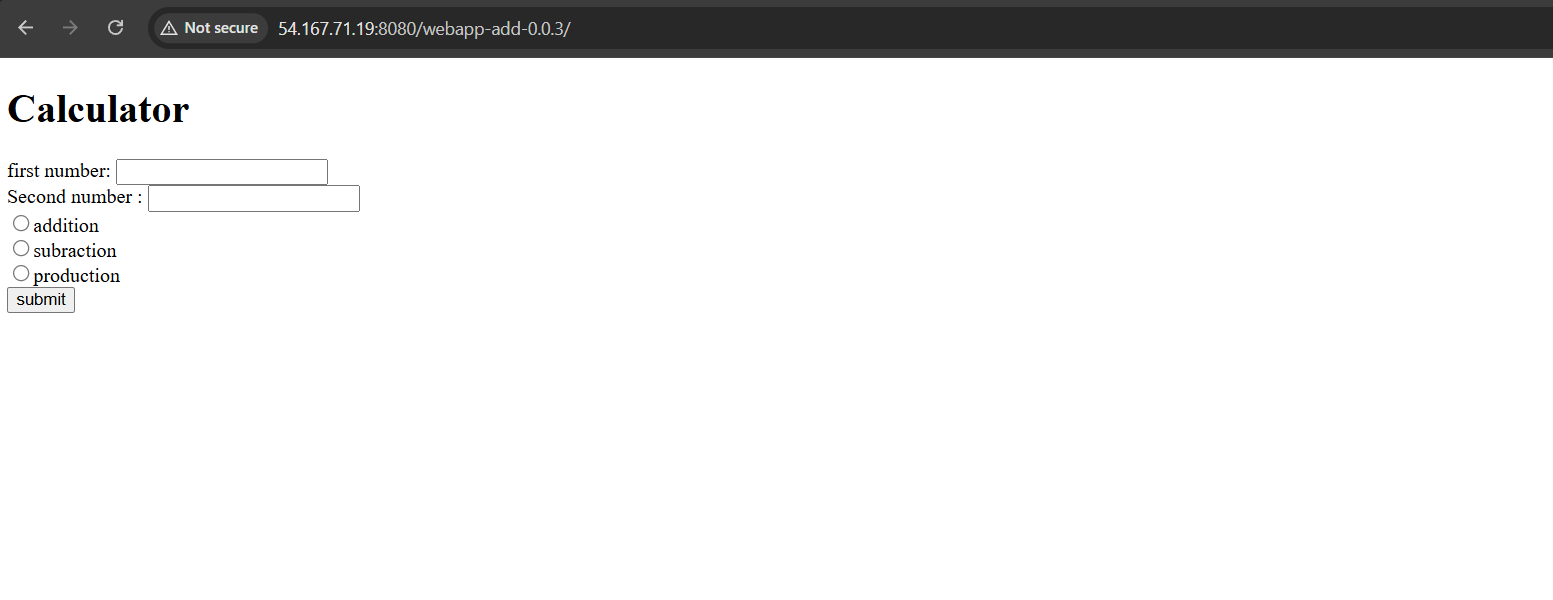 Not secure 54.167.71.19:8080/webapp-add-0.0.3/
Calculator
first number:
Second number :
addition
subraction
production
submit